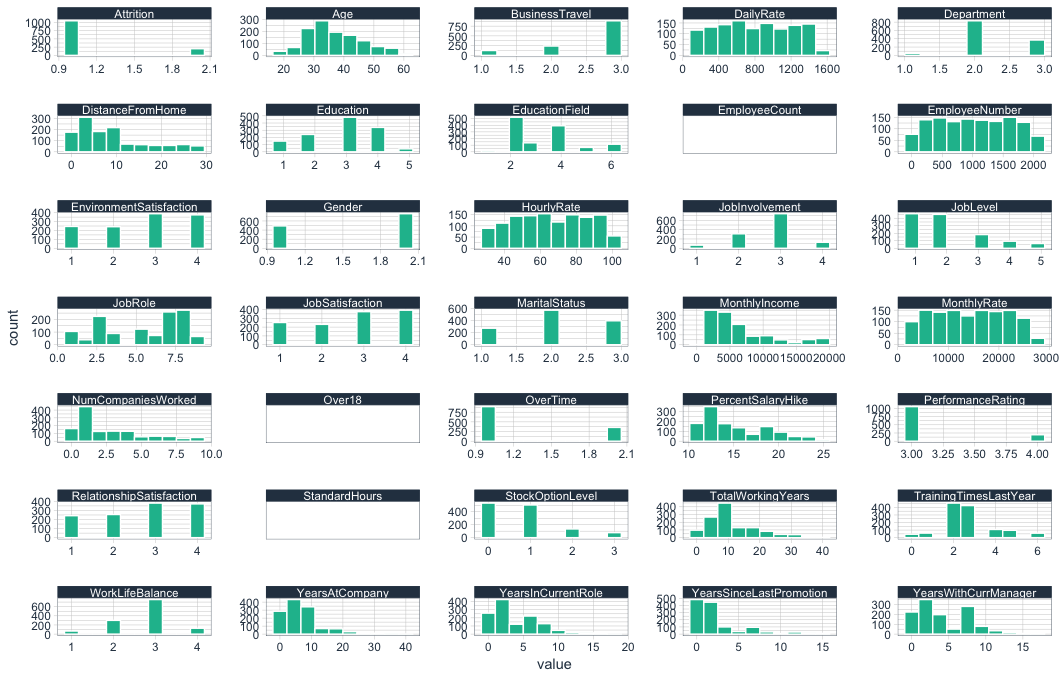 Attrition Age BusinessTravel DailyRate Department
1000 750 500 250 0 300 200 100 0 750 500 250 0 150 100 50 0 800 600 400 200 0
0.9 1.2 1.5 1.8 2.1 20 30 40 50 60 1.0 1.5 2.0 2.5 3.0 0 400 800 1200 1600 1.0 1.5 2.0 2.5 3.0
DistanceFromHome Education EducationField EmployeeCount EmployeeNumber
300 200 100 0 500 400 300 200 100 0 500 400 300 200 100 0 150 100 50 0
0 10 20 30 1 2 3 4 5 2 4 6 0 500 1000 1500 2000
EnvironmentSatisfaction Gender HourlyRate JobInvolvement JobLevel
400 300 200 100 0 600 400 200 0 150 100 50 0 600 400 200 0 400 300 200 100 0
1 2 3 4 0.9 1.2 1.5 1.8 2.1 40 60 80 100 1 2 3 4 1 2 3 4 5
count
JobRole JobSatisfaction MaritalStatus MonthlyIncome MonthlyRate
200 100 0 400 300 200 100 0 600 400 200 0 300 200 100 0 150 100 50 0
0.0 2.5 5.0 7.5 1 2 3 4 1.0 1.5 2.0 2.5 3.0 0 5000 10000 15000 20000 0 10000 20000 3000
NumCompaniesWorked Over18 OverTime PercentSalaryHike PerformanceRating
400 300 200 100 0 750 500 250 0 300 200 100 0 1000 750 500 250 0
0.0 2.5 5.0 7.5 10.0 0.9 1.2 1.5 1.8 2.1 10 15 20 25 3.00 3.25 3.50 3.75 4.00
RelationshipSatisfaction StandardHours StockOptionLevel TotalWorkingYears TrainingTimesLastYear
400 300 200 100 0 400 200 0 400 300 200 100 0 400 300 200 100 0
1 2 3 4 0 1 2 3 0 10 20 30 40 0 2 4 6
WorkLifeBalance YearsAtCompany YearsInCurrentRole YearsSinceLastPromotion YearsWithCurrManager
600 400 200 0 400 300 200 100 0 400 300 200 100 0 500 400 300 200 100 0 300 200 100 0
1 2 3 4 0 10 20 30 40 0 5 10 15 20 0 5 10 15 0 5 10 15
value